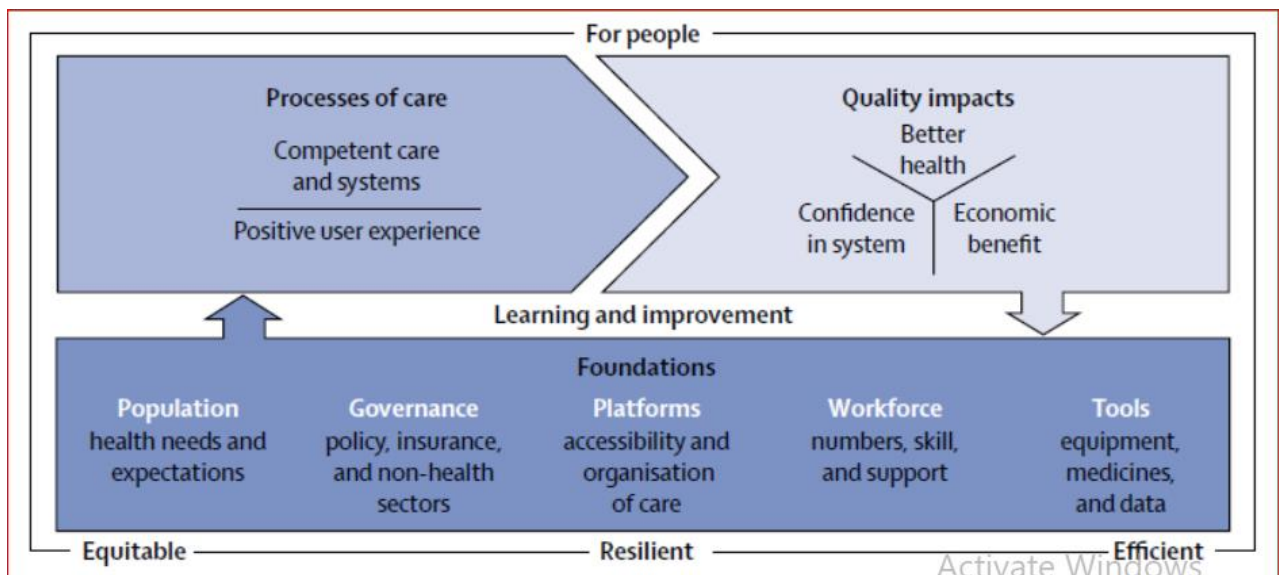 For people
Processes of care
Competent care
and systems
Positive user experience
Quality impacts
Better
health
Confidence
in system
Economic
benefit
Learning and improvement
Foundations
Population
health needs and
expectations
Governance
policy, insurance,
and non-health
sectors
Platforms
accessibility and
organisation
of care
Workforce
numbers, skill,
and support
Tools
equipment,
medicines,
and data
Equitable
Resilient
Efficient
Activate Windows